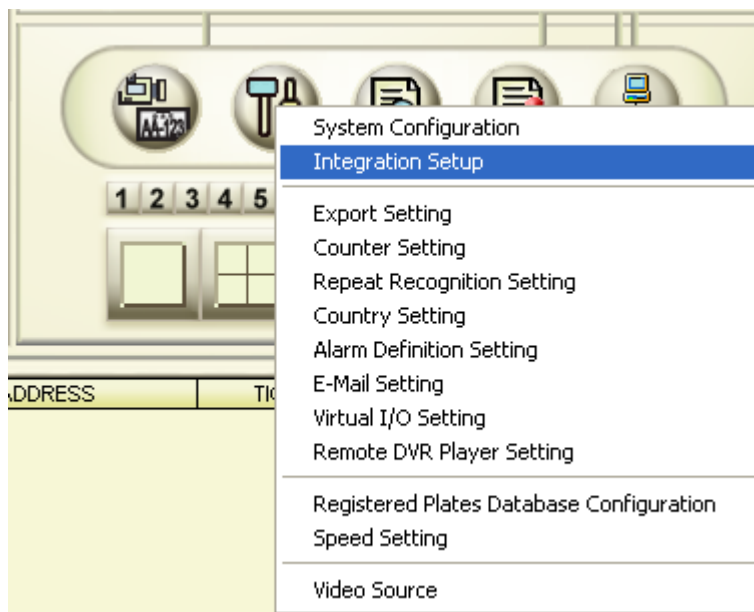 AA-123
System Configuration
Integration Setup
1 2 3 4 5
Export Setting
Counter Setting
Repeat Recognition Setting
Country Setting
Alarm Definition Setting
E-Mail Setting
DDRESS
Virtual I/O Setting
Remote DVR Player Setting
Registered Plates Database Configuration
Speed Setting
Video Source